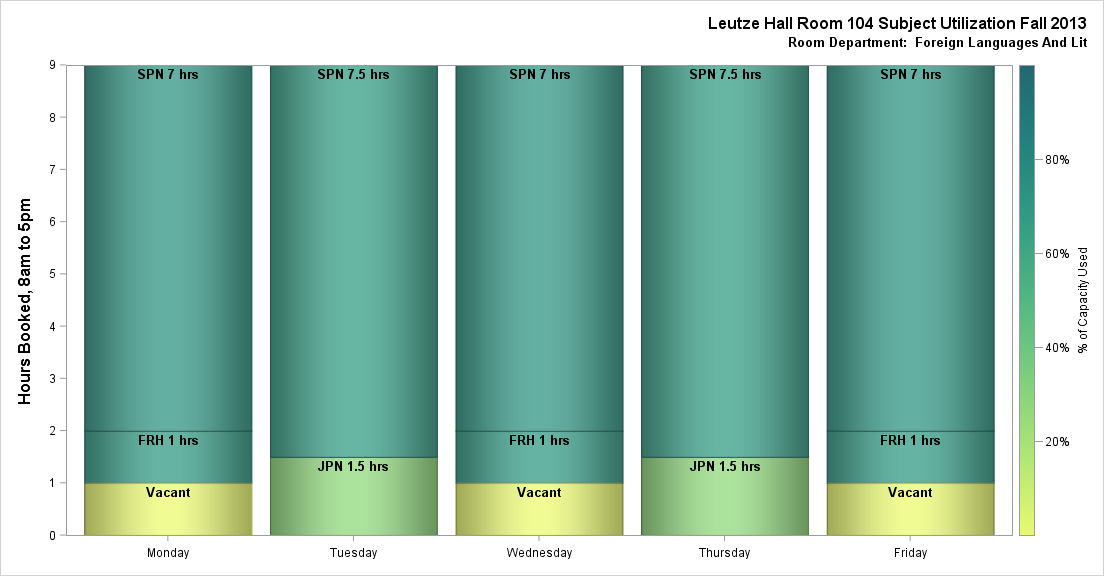 Leutze Hall Room 104 Subject Utilization Fall 2013
Room Department: Foreign Languages And Lit
Hours Booked, 8am to 5pm
9
8
7
6
5
4
3
2
1
0
SPN 7 hrs
FRH 1 hrs
Vacant
SPN 7.5 hrs
JPN 1.5 hrs
SPN 7 hrs
FRH 1 hrs
Vacant
SPN 7.5 hrs
JPN 1.5 hrs
SPN 7 hrs
FRH 1 hrs
Vacant
Monday
Tuesday
Wednesday
Thursday
Friday
80%
60%
40%
20%
% of Capacity Used